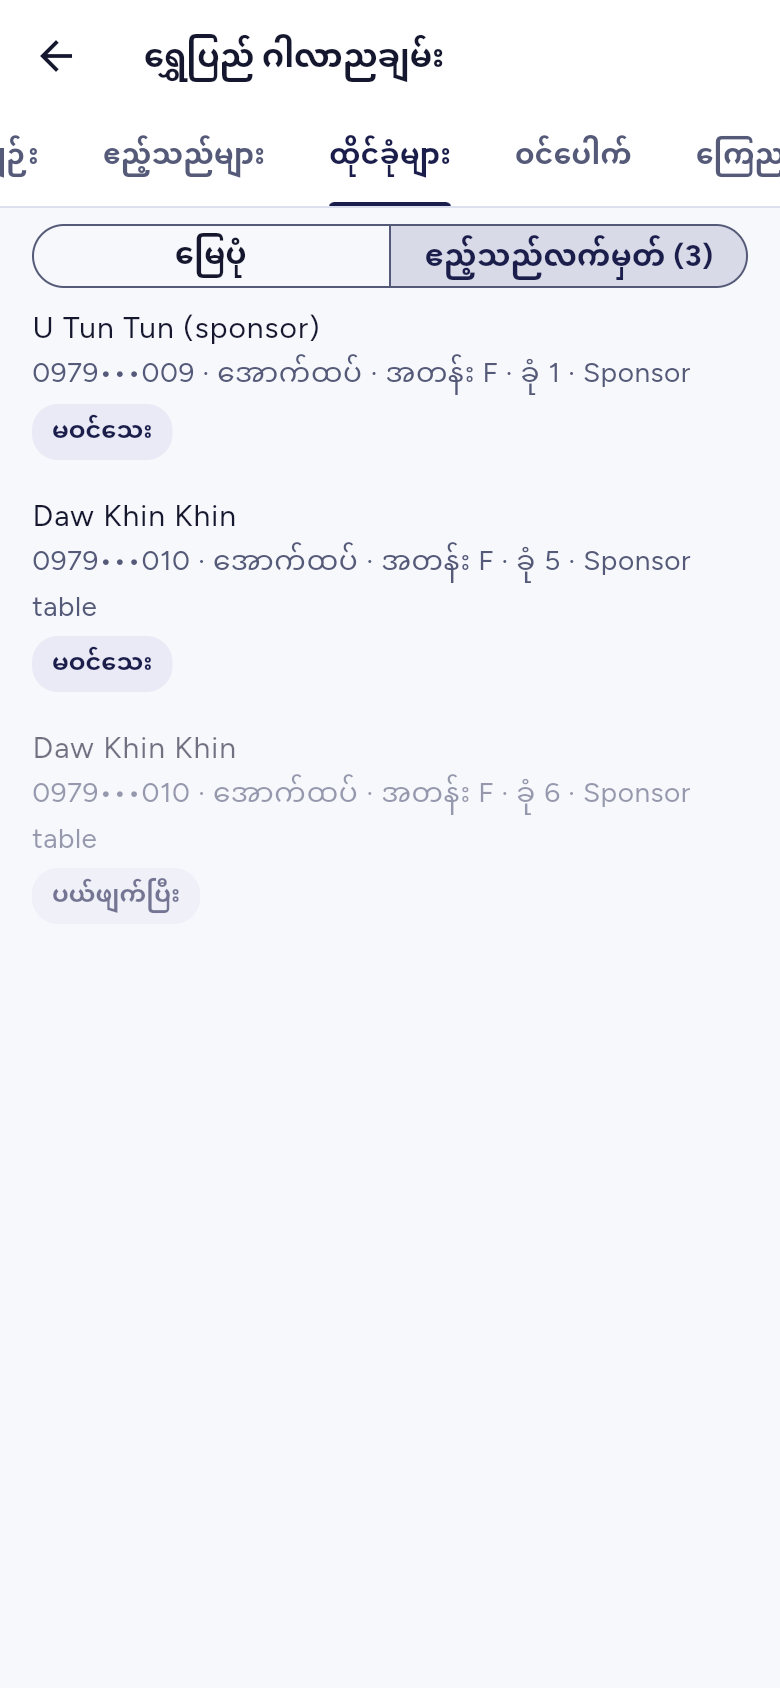 ရွှေပြည် ဂါလာညချမ်း
ဧည့်သည်များ ထိုင်ခုံများ ဝင်ပေါက်
မြေပုံ ဧည့်သည်လက်မှတ် (3)
U Tun Tun (sponsor)
0979•••009 · အောက်ထပ် · အတန်း F · ခုံ 1 · Sponsor
မဝင်သေး
Daw Khin Khin
0979•••010 · အောက်ထပ် · အတန်း F · ခုံ 5 · Sponsor
table
မဝင်သေး
Daw Khin Khin
0979•••010 · အောက်ထပ် · အတန်း F · ခုံ 6 · Sponsor
table
ပယ်ဖျက်ပြီး